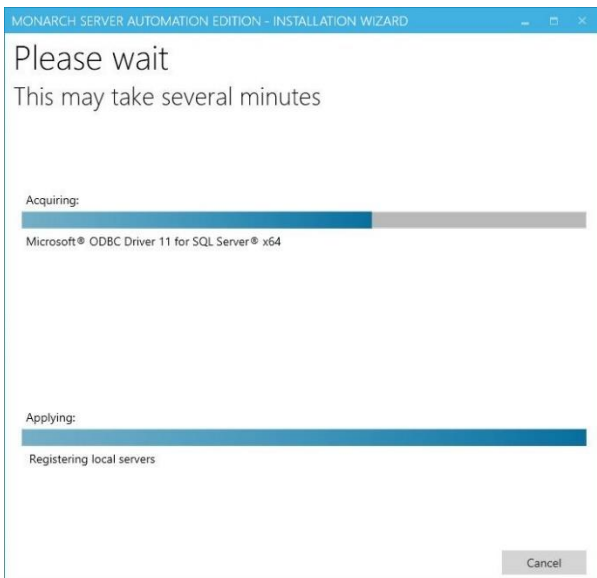 MONARCH SERVER AUTOMATION EDITION - INSTALLATION WIZARD
Please wait
This may take several minutes
Acquiring:
Microsoft® ODBC Driver 11 for SQL Server® x64
Applying:
Registering local servers
Cancel